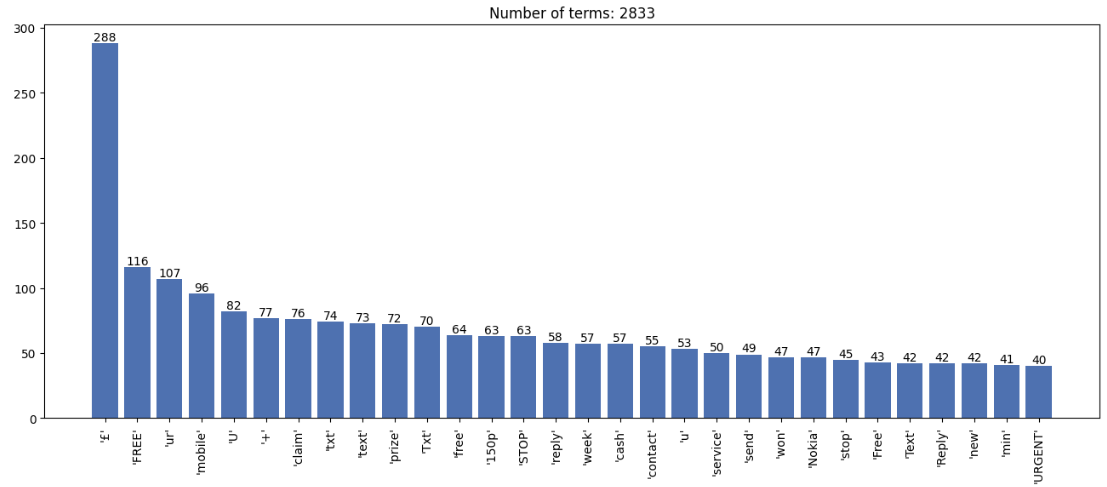 Number of terms: 2833
300
250
200
150
100
50
0
288
116
107
96
82
77
76
74
73
72
70
64
63
63
58
57
57
55
53
50
49
47
47
45
43
42
42
42
41
40
'£'
'FREE'
'ur'
'mobile'
'U'
'+'
'claim'
'txt'
'text'
'prize'
'Txt'
'free'
'150p'
'STOP'
'reply'
'week'
'cash'
'contact'
'u'
'service'
'send'
'won'
'Nokia'
'stop'
'Free'
'Text'
'Reply'
'new'
'min'
'URGENT'